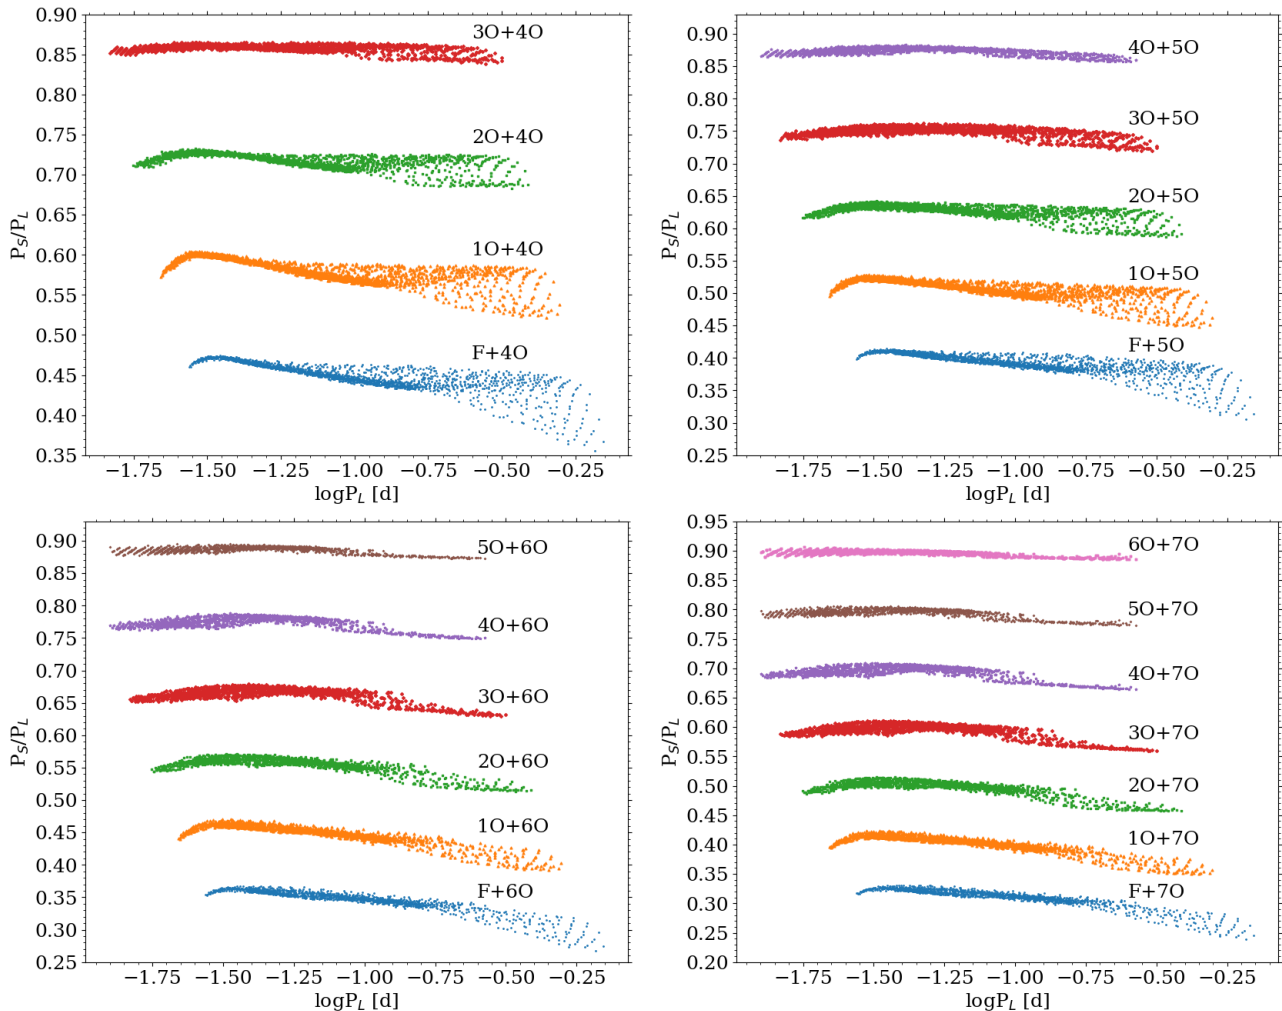 0.90
0.85
0.80
0.75
0.70
0.65
0.60
0.55
0.50
0.45
0.40
0.35
P_S/P_L
3O+4O
2O+4O
1O+4O
F+4O
−1.75 −1.50 −1.25 −1.00 −0.75 −0.50 −0.25
logP_L [d]
0.90
0.85
0.80
0.75
0.70
0.65
0.60
0.55
0.50
0.45
0.40
0.35
0.30
0.25
P_S/P_L
4O+5O
3O+5O
2O+5O
1O+5O
F+5O
−1.75 −1.50 −1.25 −1.00 −0.75 −0.50 −0.25
logP_L [d]
0.90
0.85
0.80
0.75
0.70
0.65
0.60
0.55
0.50
0.45
0.40
0.35
0.30
0.25
P_S/P_L
5O+6O
4O+6O
3O+6O
2O+6O
1O+6O
F+6O
−1.75 −1.50 −1.25 −1.00 −0.75 −0.50 −0.25
logP_L [d]
0.95
0.90
0.85
0.80
0.75
0.70
0.65
0.60
0.55
0.50
0.45
0.40
0.35
0.30
0.25
0.20
P_S/P_L
6O+7O
5O+7O
4O+7O
3O+7O
2O+7O
1O+7O
F+7O
−1.75 −1.50 −1.25 −1.00 −0.75 −0.50 −0.25
logP_L [d]